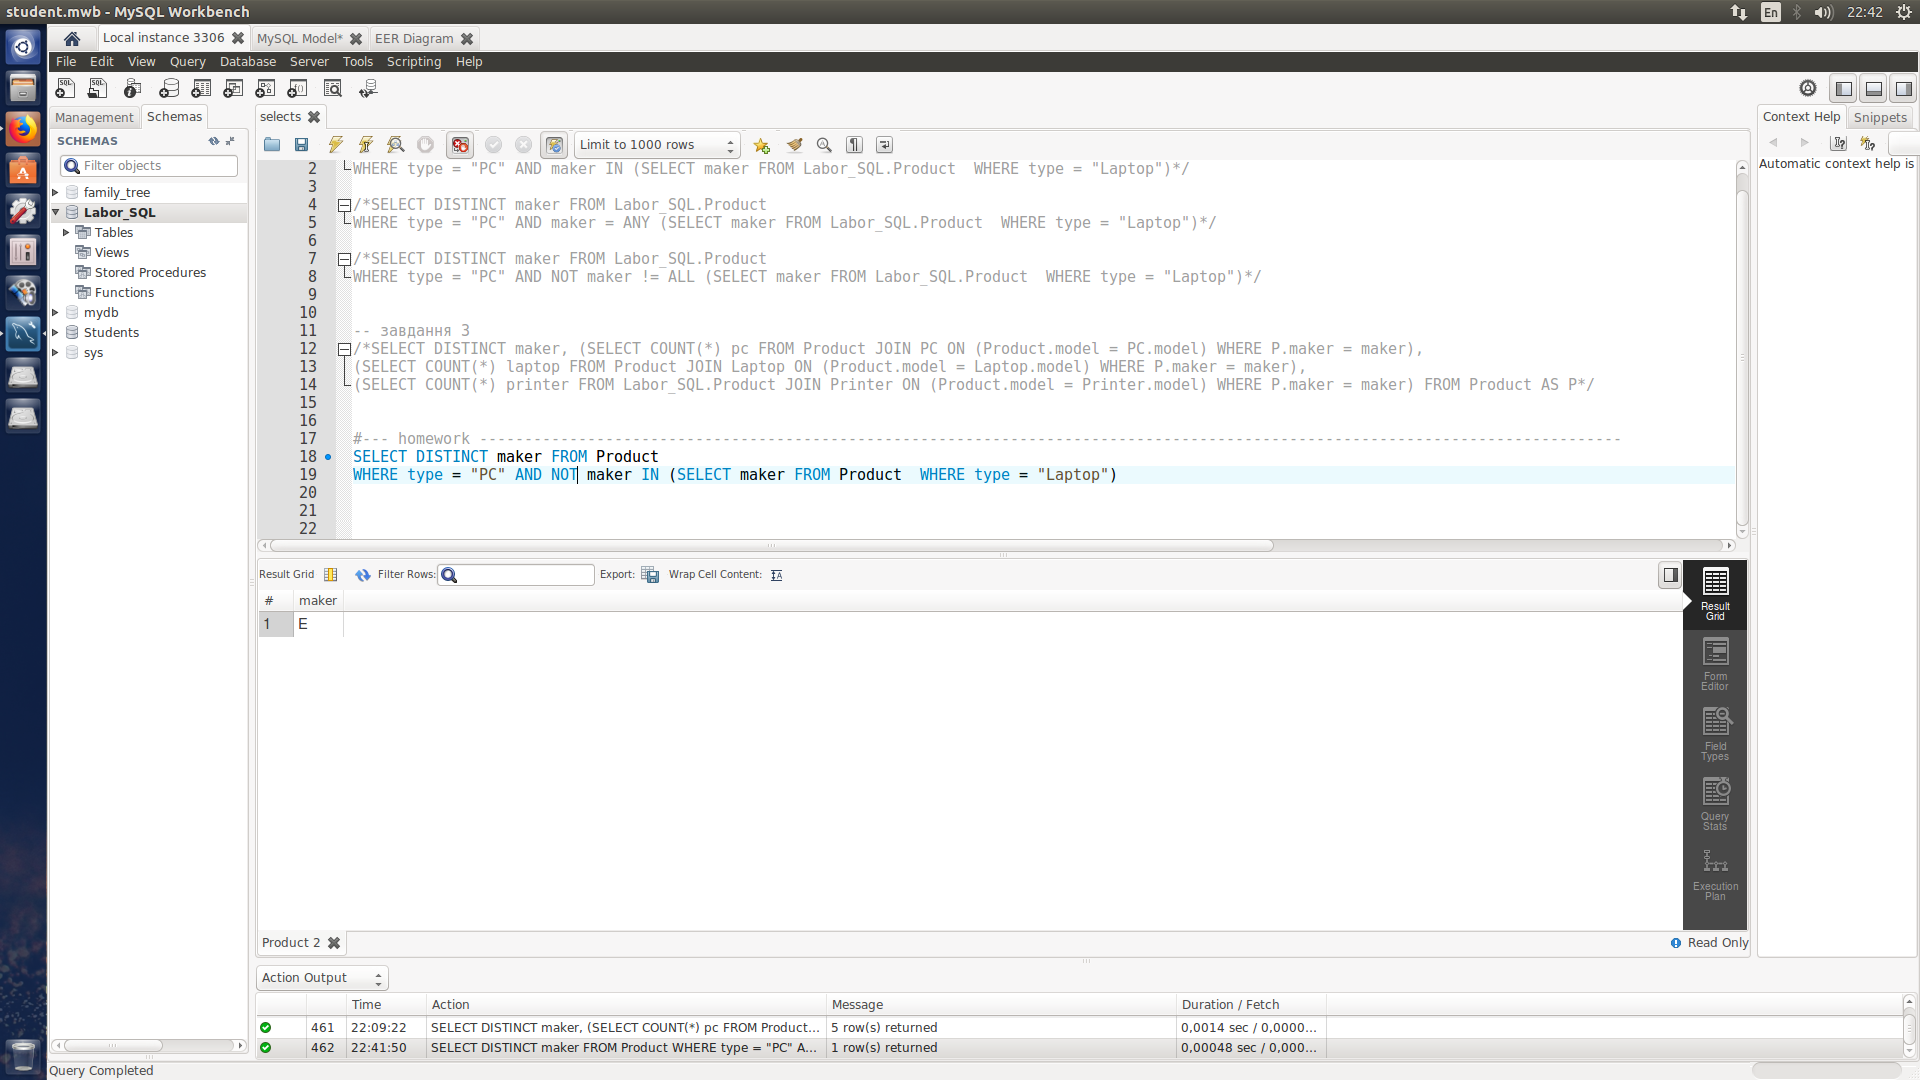 student.mwb - MySQL Workbench
En
22:42
Local instance 3306
MySQL Model*
EER Diagram
File Edit View Query Database Server Tools Scripting Help
Management
Schemas
selects
Context Help
Snippets
SCHEMAS
Filter objects
family_tree
Labor_SQL
Tables
Views
Stored Procedures
Functions
mydb
Students
sys
Limit to 1000 rows
Automatic context help is
2 WHERE type = "PC" AND maker IN (SELECT maker FROM Labor_SQL.Product  WHERE type = "Laptop")*/
3
4 /*SELECT DISTINCT maker FROM Labor_SQL.Product
5 WHERE type = "PC" AND maker = ANY (SELECT maker FROM Labor_SQL.Product  WHERE type = "Laptop")*/
6
7 /*SELECT DISTINCT maker FROM Labor_SQL.Product
8 WHERE type = "PC" AND NOT maker != ALL (SELECT maker FROM Labor_SQL.Product  WHERE type = "Laptop")*/
9
10
11 -- завдання 3
12 /*SELECT DISTINCT maker, (SELECT COUNT(*) pc FROM Product JOIN PC ON (Product.model = PC.model) WHERE P.maker = maker),
13 (SELECT COUNT(*) laptop FROM Product JOIN Laptop ON (Product.model = Laptop.model) WHERE P.maker = maker),
14 (SELECT COUNT(*) printer FROM Labor_SQL.Product JOIN Printer ON (Product.model = Printer.model) WHERE P.maker = maker) FROM Product AS P*/
15
16
17 #--- homework -------------------------------------------------------------------------------------------------------------------------------
18 SELECT DISTINCT maker FROM Product
19 WHERE type = "PC" AND NOT maker IN (SELECT maker FROM Product  WHERE type = "Laptop")
20
21
22
Result Grid
Filter Rows:
Export:
Wrap Cell Content:
# maker
1 E
Result Grid
Form Editor
Field Types
Query Stats
Execution Plan
Product 2
Read Only
Action Output
Time Action Message Duration / Fetch
461 22:09:22 SELECT DISTINCT maker, (SELECT COUNT(*) pc FROM Product... 5 row(s) returned 0,0014 sec / 0,0000...
462 22:41:50 SELECT DISTINCT maker FROM Product WHERE type = "PC" A... 1 row(s) returned 0,00048 sec / 0,000...
Query Completed